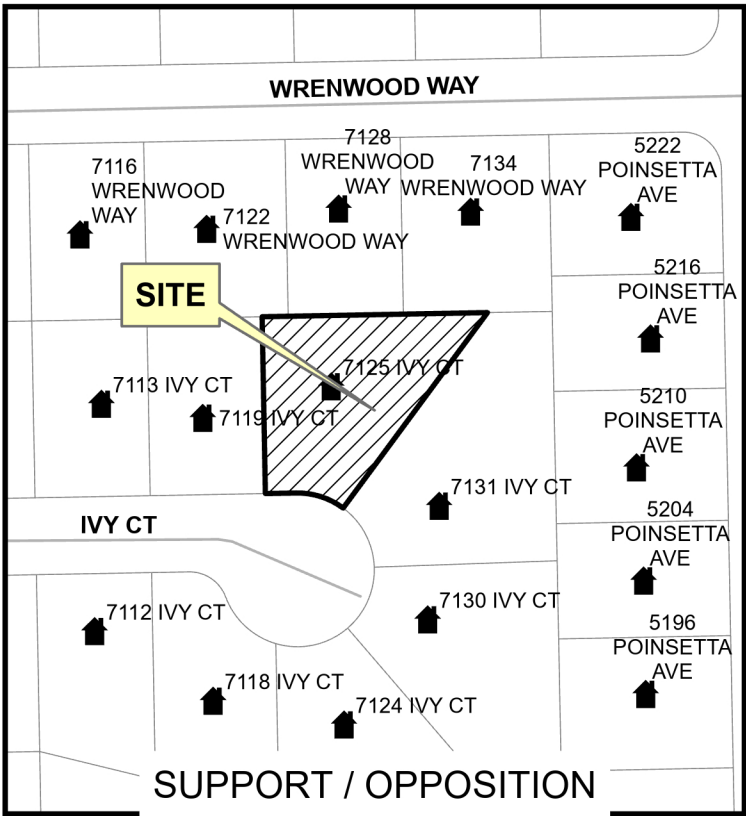 WRENWOOD WAY
7116
WRENWOOD
WAY
7122
WRENWOOD WAY
7128
WRENWOOD
WAY
7134
WRENWOOD WAY
5222
POINSETTA
AVE
SITE
5216
POINSETTA
AVE
7113 IVY CT
7119 IVY CT
7125 IVY CT
5210
POINSETTA
AVE
7131 IVY CT
IVY CT
5204
POINSETTA
AVE
7112 IVY CT
7130 IVY CT
5196
POINSETTA
AVE
7118 IVY CT
7124 IVY CT
SUPPORT / OPPOSITION